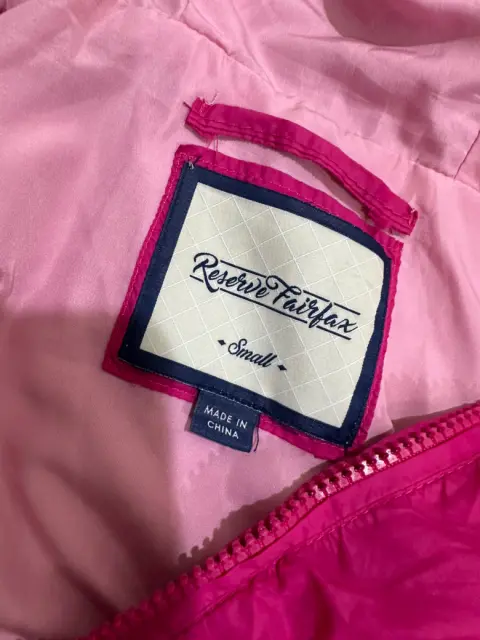 Reserve Fairfax
Small
MADE IN
CHINA